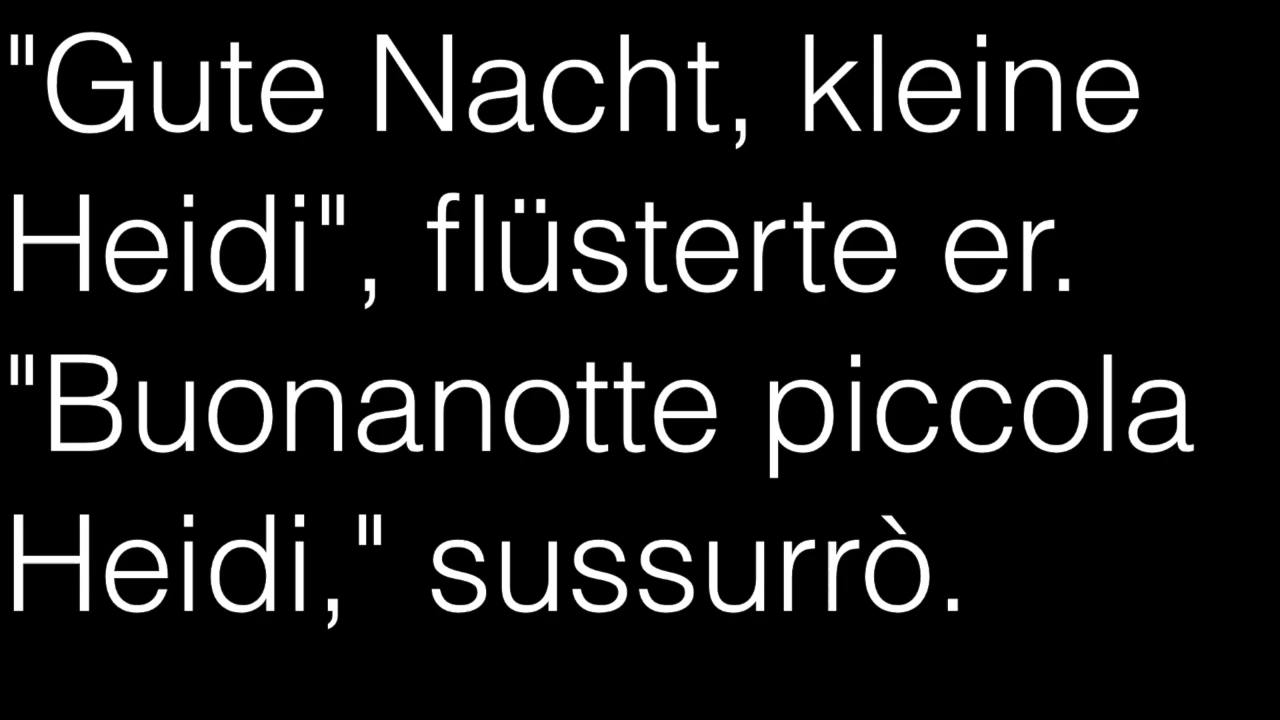 "Gute Nacht, kleine
Heidi", flüsterte er.
"Buonanotte piccola
Heidi," sussurrò.